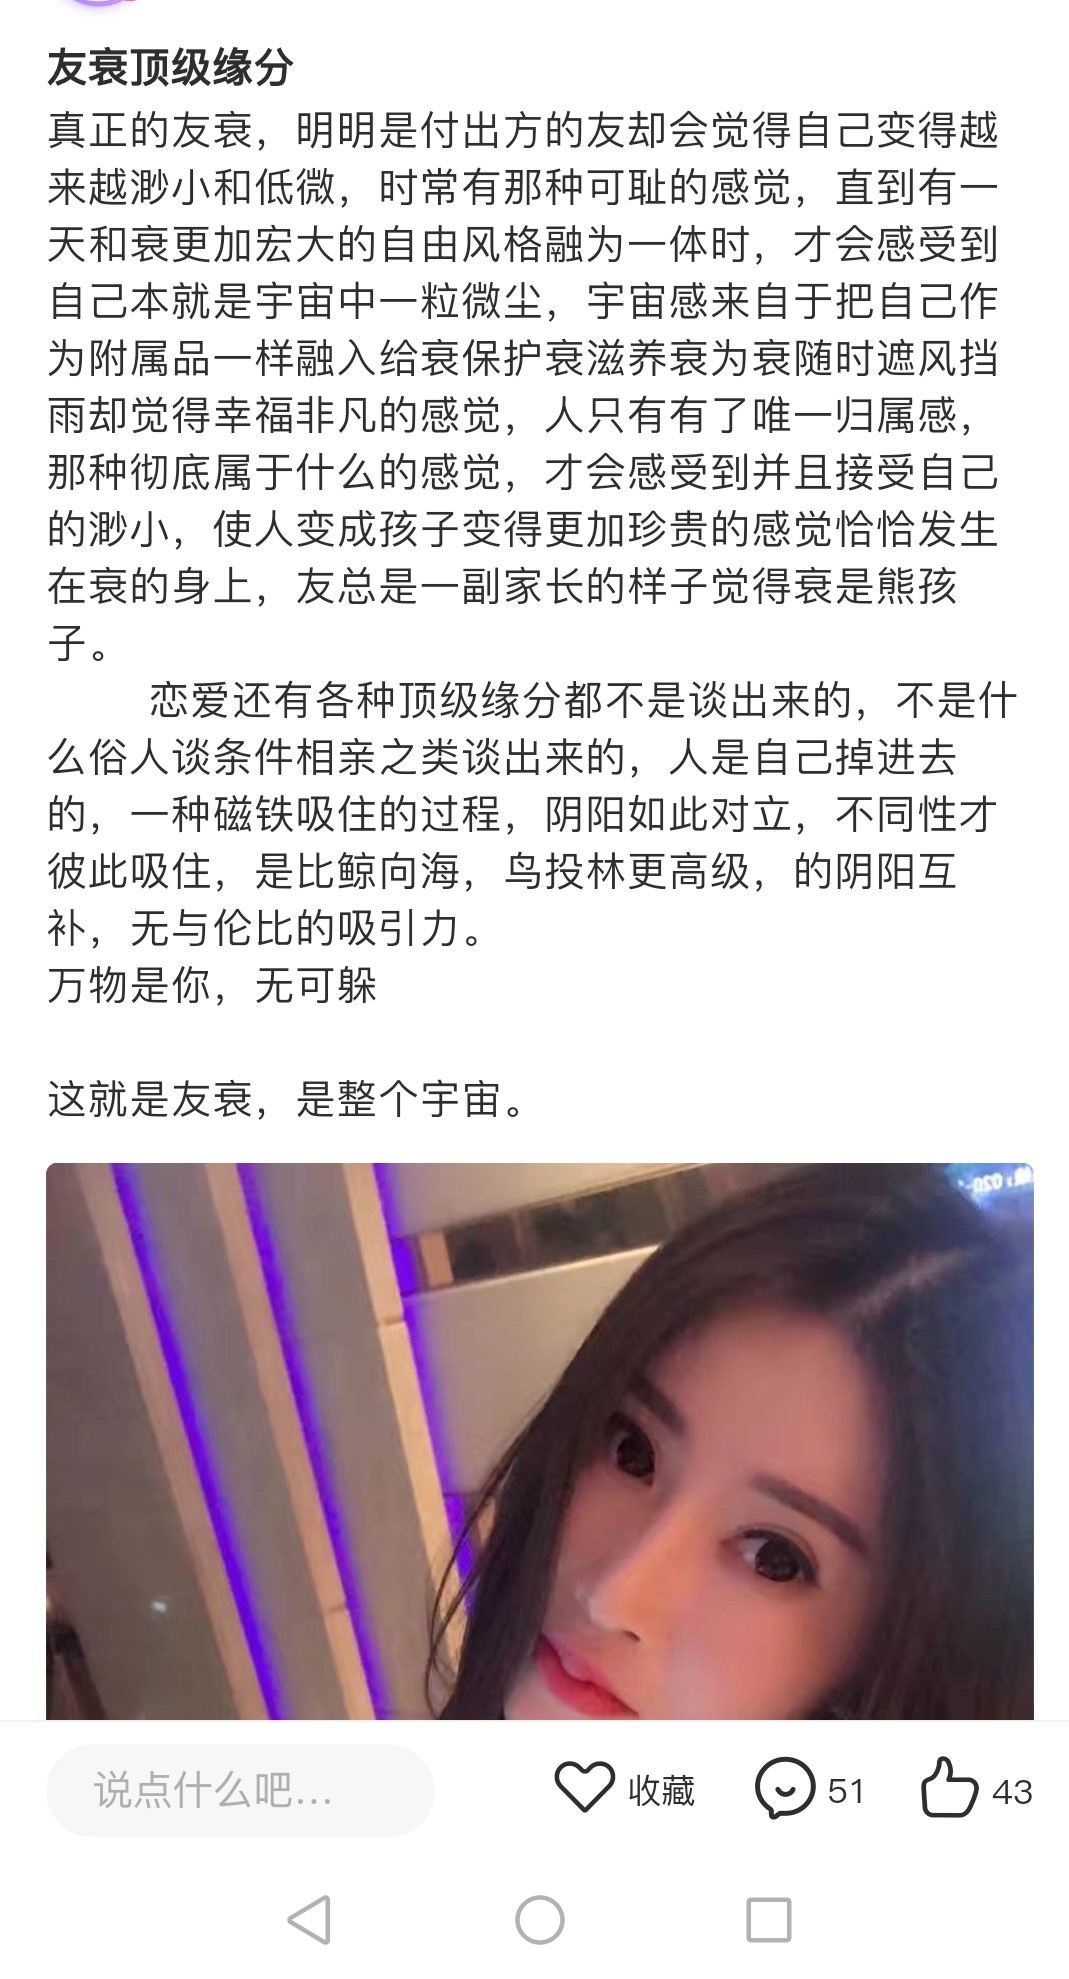 友衰顶级缘分
真正的友衰，明明是付出方的友却会觉得自己变得越
来越渺小和低微，时常有那种可耻的感觉，直到有一
天和衰更加宏大的自由风格融为一体时，才会感受到
自己本就是宇宙中一粒微尘，宇宙感来自于把自己作
为附属品一样融入给衰保护衰滋养衰为衰随时遮风挡
雨却觉得幸福非凡的感觉，人只有有了唯一归属感，
那种彻底属于什么的感觉，才会感受到并且接受自己
的渺小，使人变成孩子变得更加珍贵的感觉恰恰发生
在衰的身上，友总是一副家长的样子觉得衰是熊孩
子。
恋爱还有各种顶级缘分都不是谈出来的，不是什
么俗人谈条件相亲之类谈出来的，人是自己掉进去
的，一种磁铁吸住的过程，阴阳如此对立，不同性才
彼此吸住，是比鲸向海，鸟投林更高级，的阴阳互
补，无与伦比的吸引力。
万物是你，无可躲
这就是友衰，是整个宇宙。
说点什么吧...
收藏
51
43